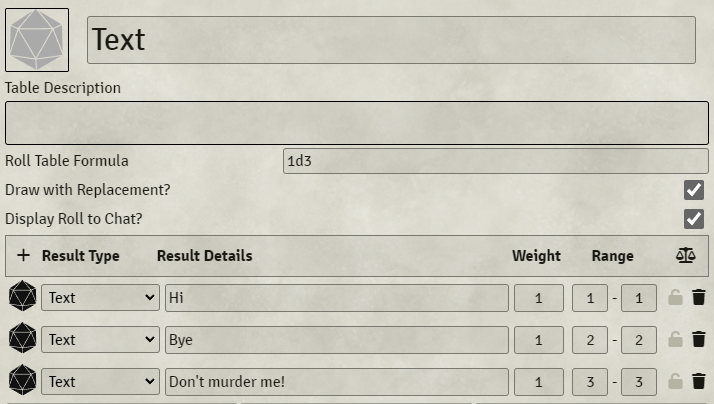 Text
Table Description
Roll Table Formula 1d3
Draw with Replacement?
Display Roll to Chat?
+ Result Type Result Details Weight Range
Text Hi 1 1 - 1
Text Bye 1 2 - 2
Text Don't murder me! 1 3 - 3